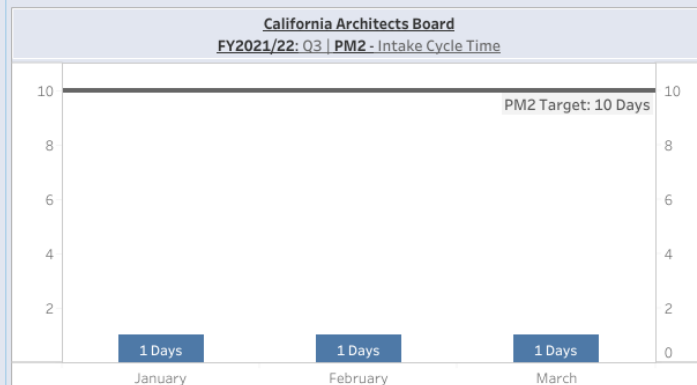 California Architects Board
FY2021/22: Q3 | PM2 - Intake Cycle Time
10
10
PM2 Target: 10 Days
8
8
6
6
4
4
2
2
1 Days
1 Days
1 Days
0
January
February
March